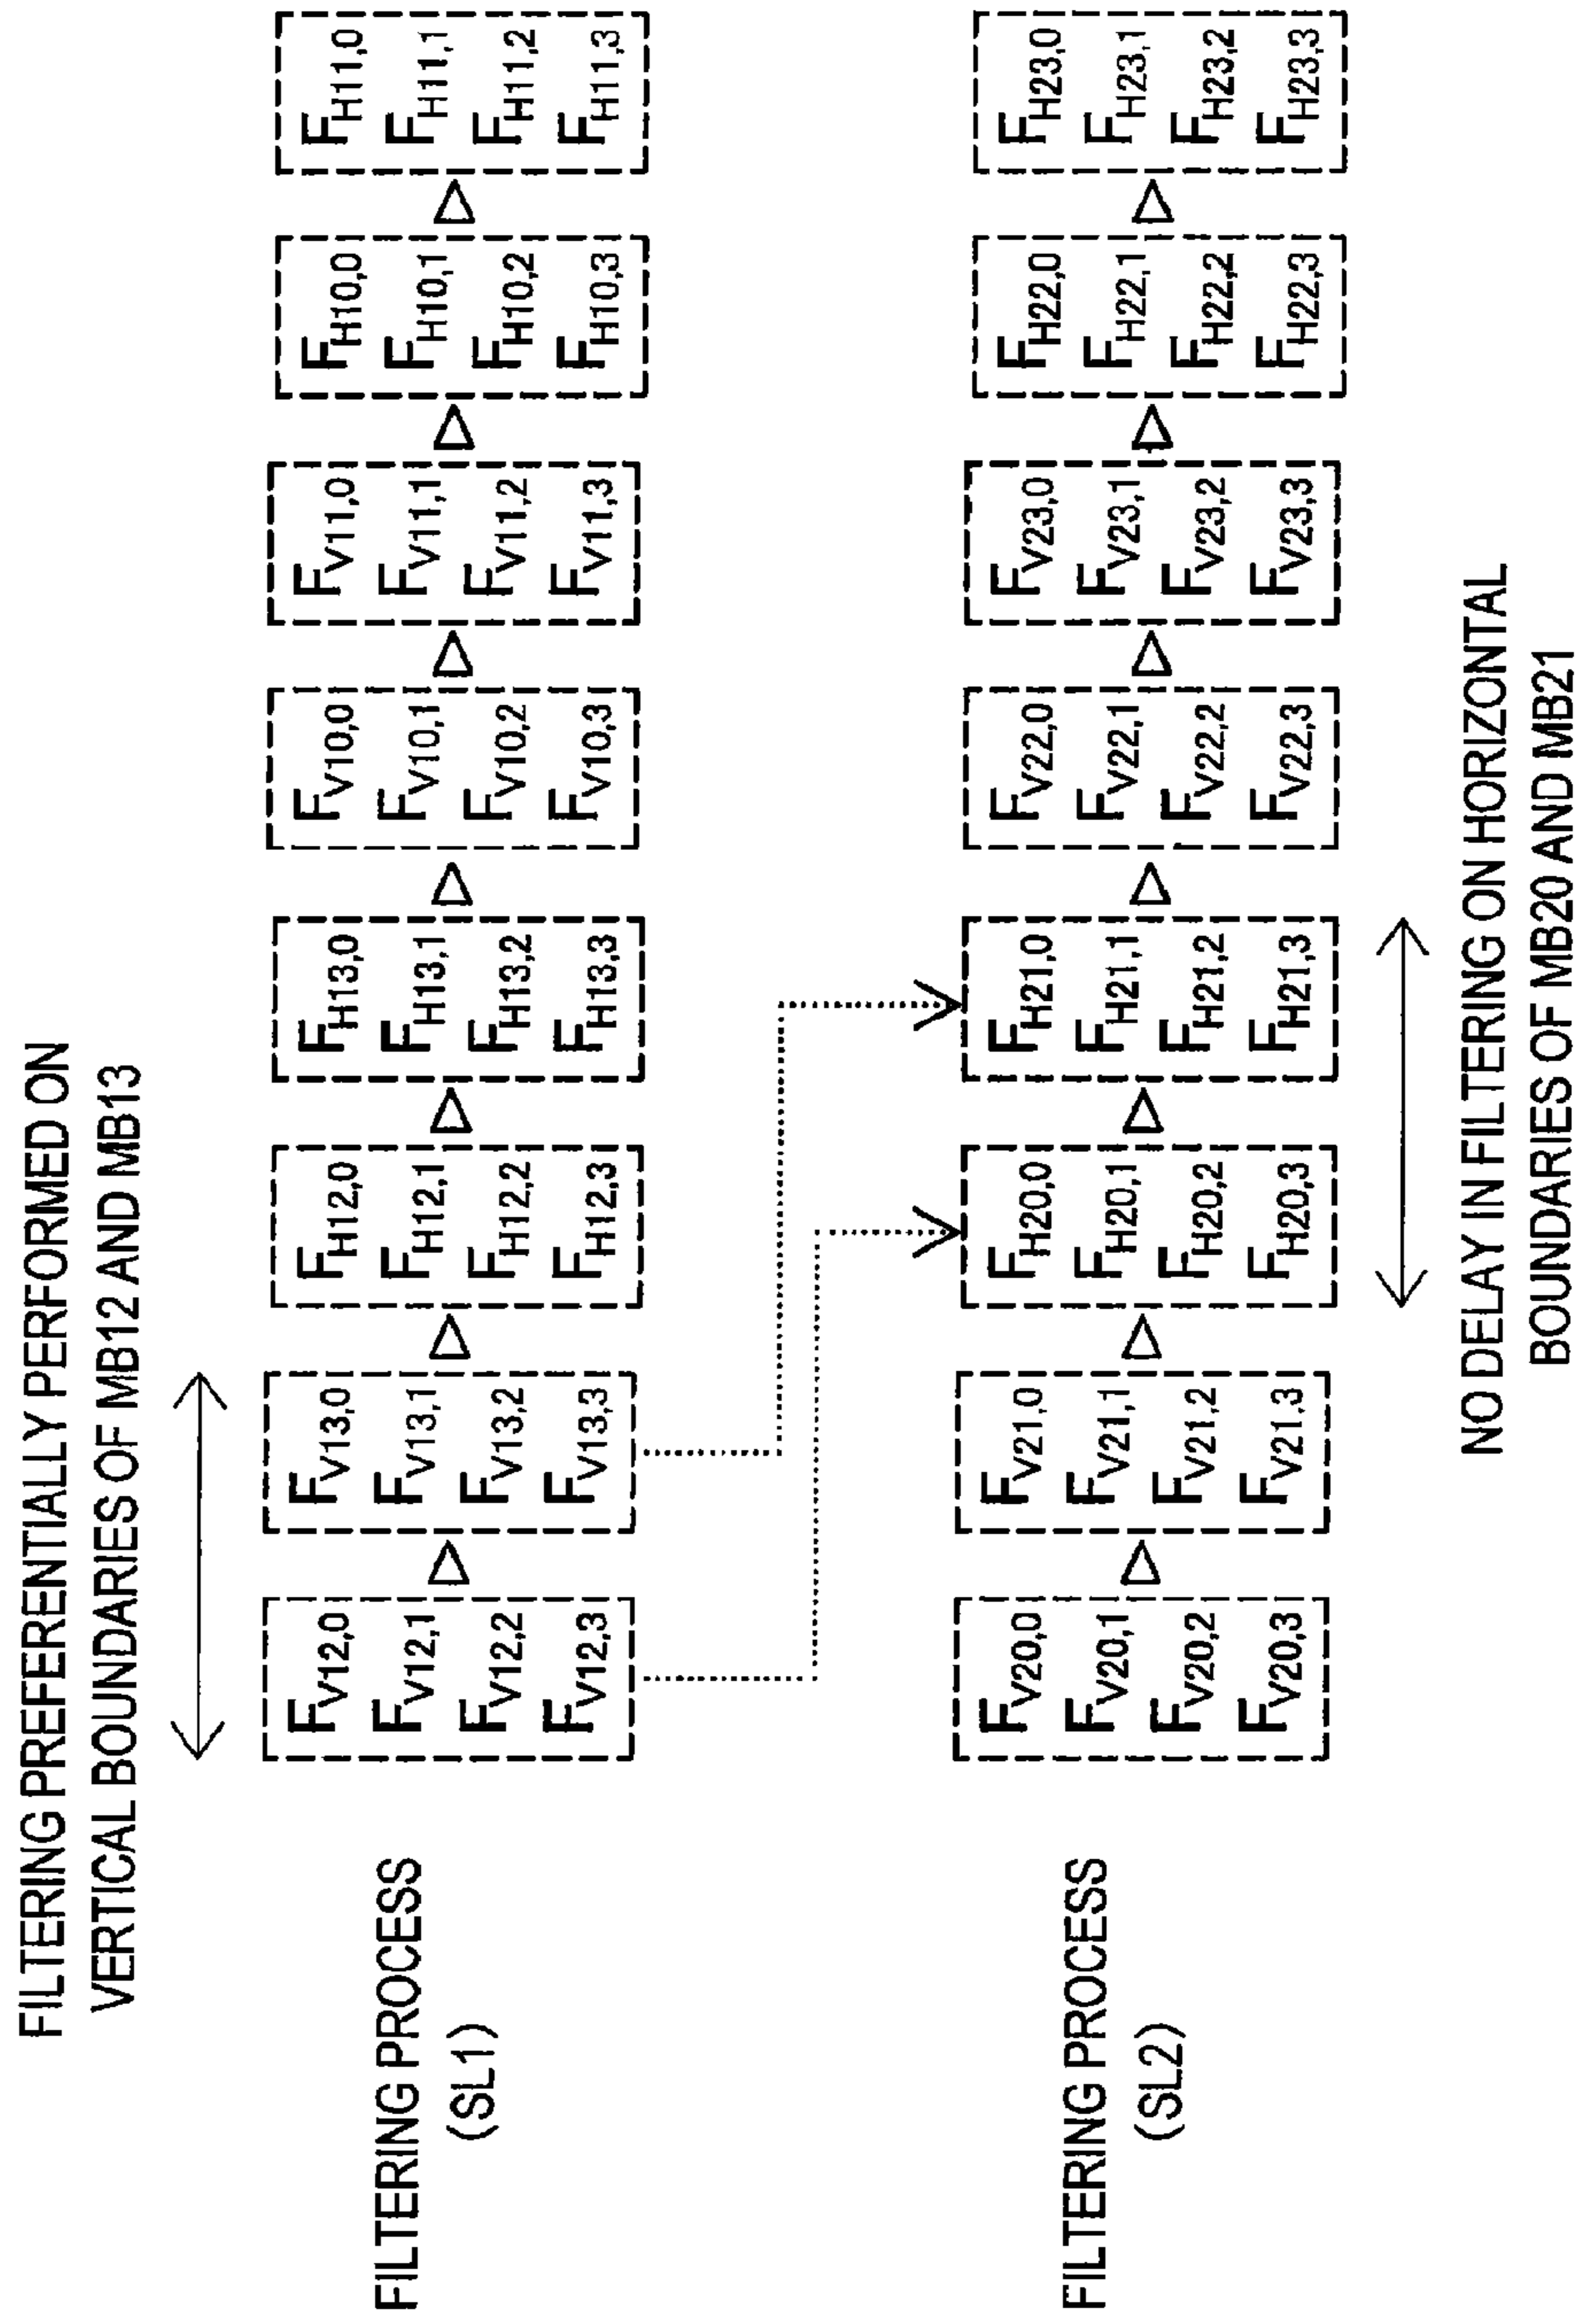 FILTERING PREFERENTIALLY PERFORMED ON
VERTICAL BOUNDARIES OF MB12 AND MB13
FILTERING PROCESS
(SL1)
FV12,0
FV12,1
FV12,2
FV12,3
FV13,0
FV13,1
FV13,2
FV13,3
FH12,0
FH12,1
FH12,2
FH12,3
FH13,0
FH13,1
FH13,2
FH13,3
FV10,0
FV10,1
FV10,2
FV10,3
FV11,0
FV11,1
FV11,2
FV11,3
FH10,0
FH10,1
FH10,2
FH10,3
FH11,0
FH11,1
FH11,2
FH11,3
FILTERING PROCESS
(SL2)
FV20,0
FV20,1
FV20,2
FV20,3
FV21,0
FV21,1
FV21,2
FV21,3
FH20,0
FH20,1
FH20,2
FH20,3
FH21,0
FH21,1
FH21,2
FH21,3
FV22,0
FV22,1
FV22,2
FV22,3
FV23,0
FV23,1
FV23,2
FV23,3
FH22,0
FH22,1
FH22,2
FH22,3
FH23,0
FH23,1
FH23,2
FH23,3
NO DELAY IN FILTERING ON HORIZONTAL
BOUNDARIES OF MB20 AND MB21